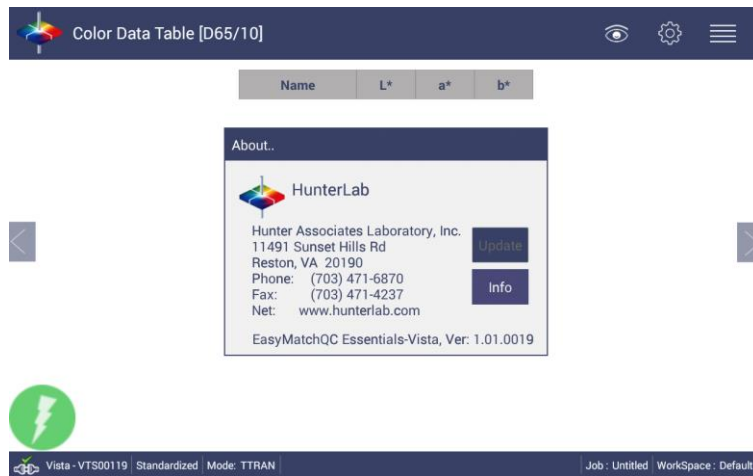 Color Data Table [D65/10]
Name L* a* b*
About..
HunterLab
Hunter Associates Laboratory, Inc.
11491 Sunset Hills Rd
Reston, VA 20190
Phone: (703) 471-6870
Fax: (703) 471-4237
Net: www.hunterlab.com
Update
Info
EasyMatchQC Essentials-Vista, Ver: 1.01.0019
Vista - VTS00119 Standardized Mode: TTRAN Job : Untitled WorkSpace : Default